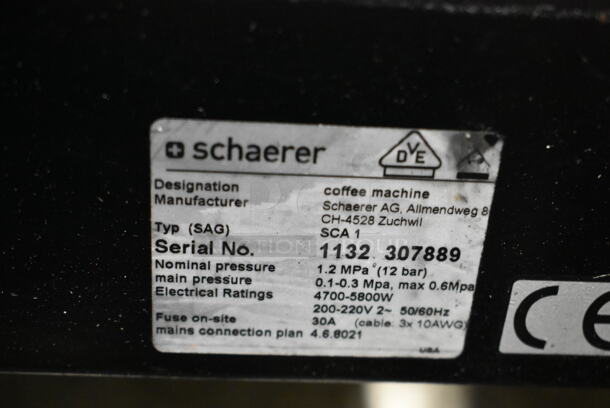 schaerer
DVE
Designation coffee machine
Manufacturer Schaerer AG, Allmendweg 8
CH-4528 Zuchwil
Typ (SAG) SCA 1
Serial No. 1132 307889
Nominal pressure 1.2 MPa (12 bar)
main pressure 0.1-0.3 Mpa, max 0.6Mpa
Electrical Ratings 4700-5800W
200-220V 2~ 50/60Hz
Fuse on-site 30A (cable: 3x 10AWG)
mains connection plan 4.6.8021
USA
CE